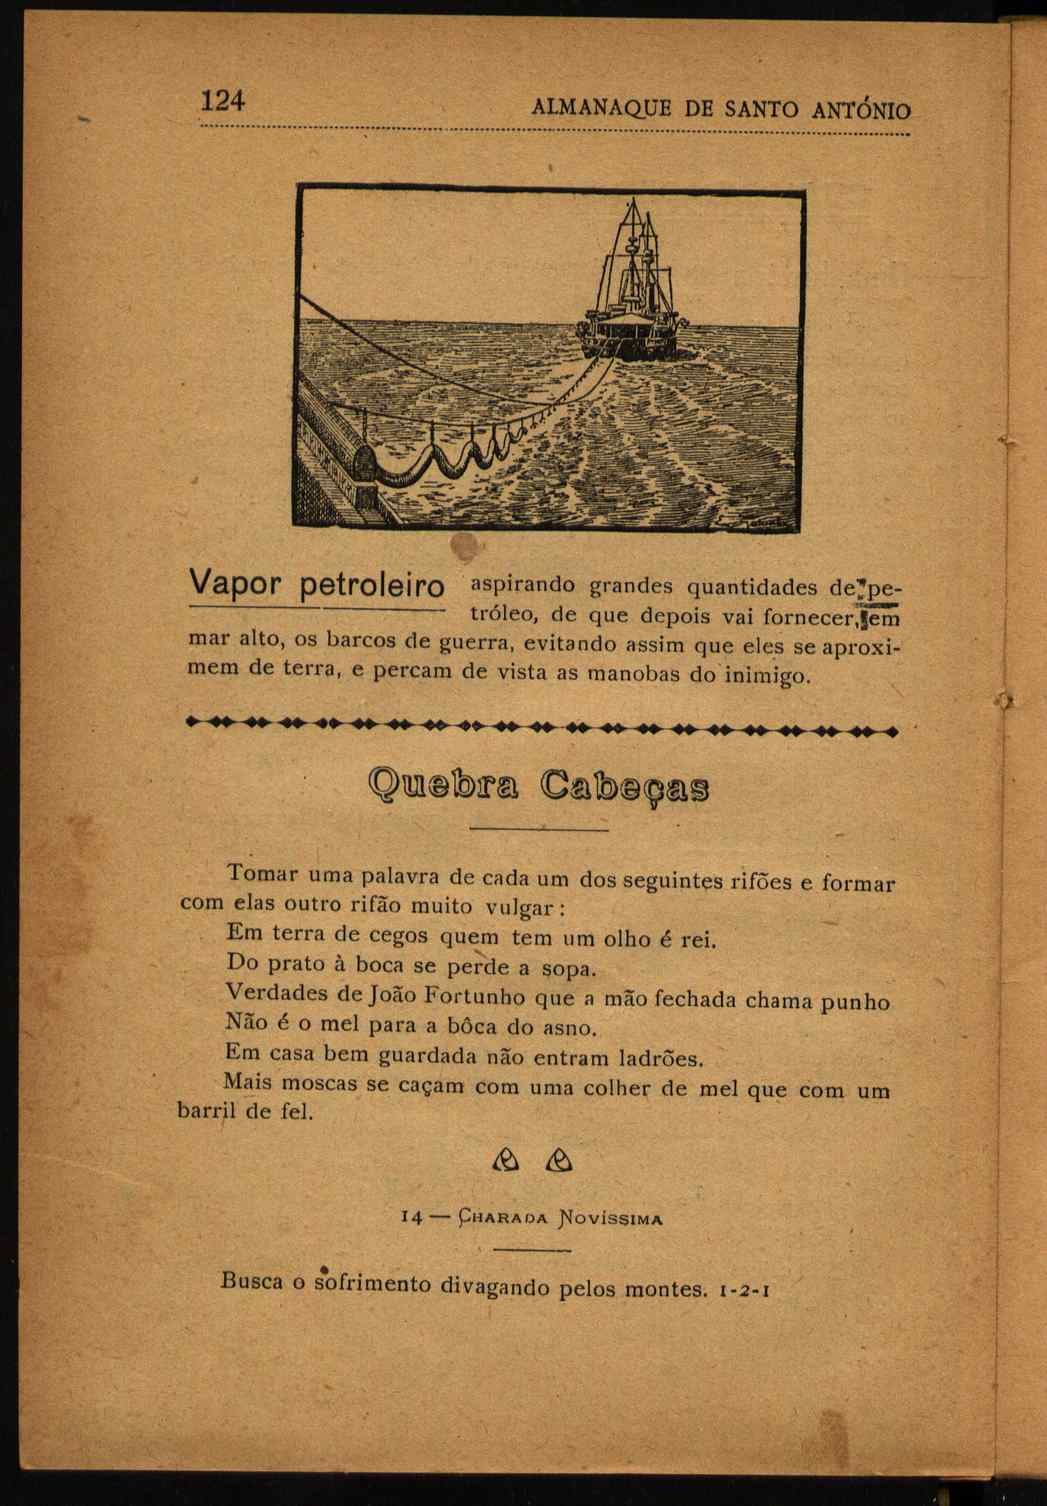 124
ALMANAQUE DE SANTO ANTÓNIO
Vapor petroleiro aspirando grandes quantidades de pe-
tróleo, de que depois vai fornecer, em
mar alto, os barcos de guerra, evitando assim que eles se aproxi-
mem de terra, e percam de vista as manobas do inimigo.
Quebra Cabeças
Tomar uma palavra de cada um dos seguintes rifões e formar
com elas outro rifão muito vulgar:
Em terra de cegos quem tem um olho é rei.
Do prato à boca se perde a sopa.
Verdades de João Fortunho que a mão fechada chama punho
Não é o mel para a bôca do asno.
Em casa bem guardada não entram ladrões.
Mais moscas se caçam com uma colher de mel que com um
barril de fel.
14 — Charada Novíssima
Busca o sofrimento divagando pelos montes. 1-2-1